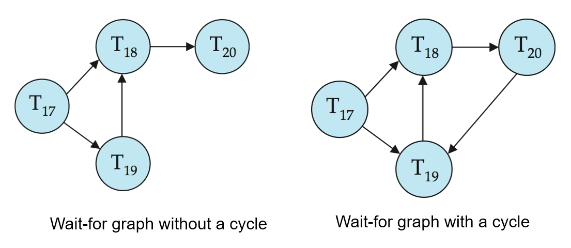 T18
T20
T17
T19
Wait-for graph without a cycle
T18
T20
T17
T19
Wait-for graph with a cycle